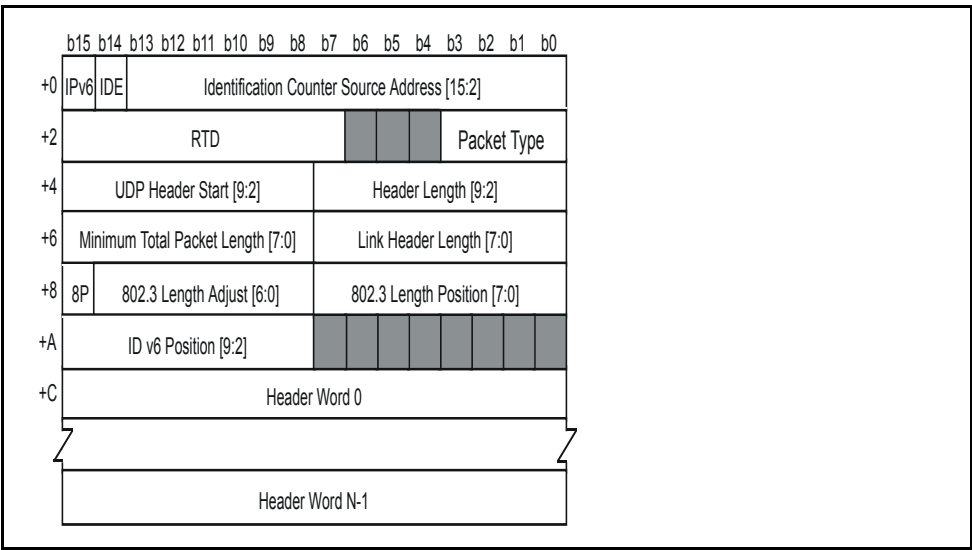 b15 b14 b13 b12 b11 b10 b9 b8 b7 b6 b5 b4 b3 b2 b1 b0
+0 IPv6 IDE Identification Counter Source Address [15:2]
+2 RTD Packet Type
+4 UDP Header Start [9:2] Header Length [9:2]
+6 Minimum Total Packet Length [7:0] Link Header Length [7:0]
+8 8P 802.3 Length Adjust [6:0] 802.3 Length Position [7:0]
+A ID v6 Position [9:2]
+C Header Word 0
Header Word N-1